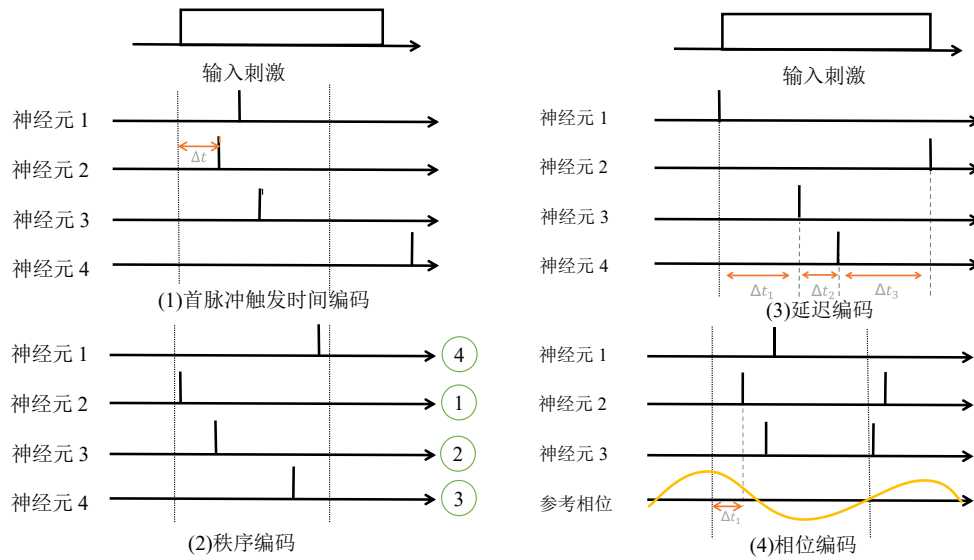 输入刺激
神经元 1
神经元 2
Δt
神经元 3
神经元 4
(1)首脉冲触发时间编码
神经元 1
④
神经元 2
①
神经元 3
②
神经元 4
③
(2)秩序编码
输入刺激
神经元 1
神经元 2
神经元 3
神经元 4
Δt₁
Δt₂
Δt₃
(3)延迟编码
神经元 1
神经元 2
神经元 3
参考相位
Δt₁
(4)相位编码